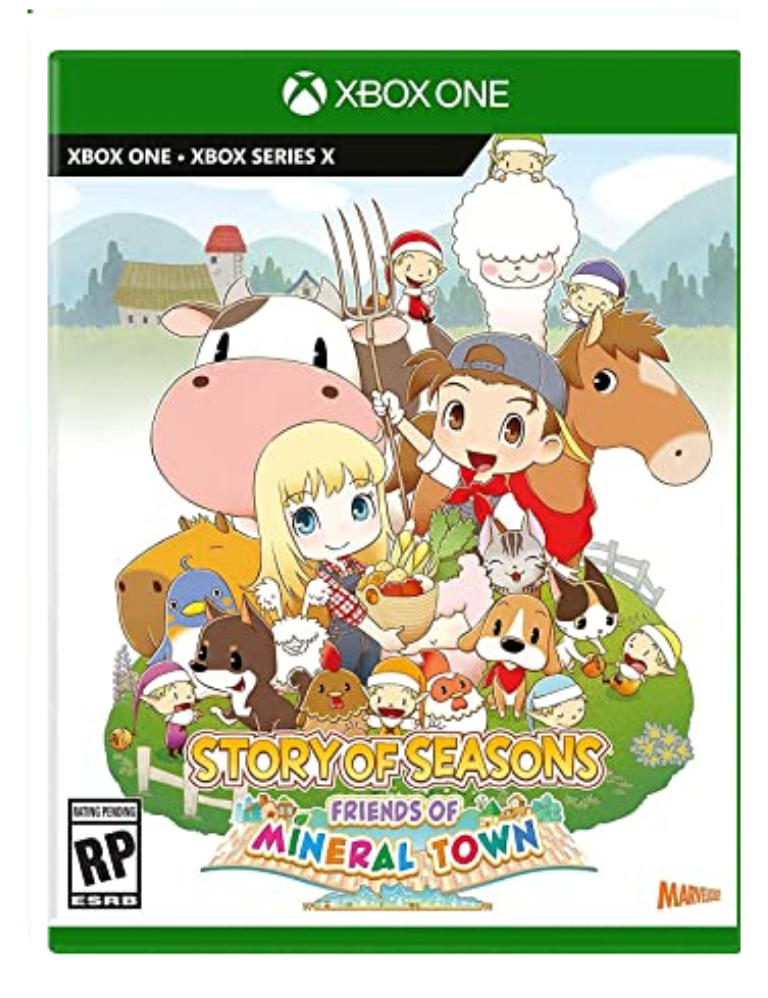 XBOX ONE
XBOX ONE • XBOX SERIES X
STORY OF SEASONS
FRIENDS OF
MINERAL TOWN
RATING PENDING
RP
ESRB
MARVELOUS